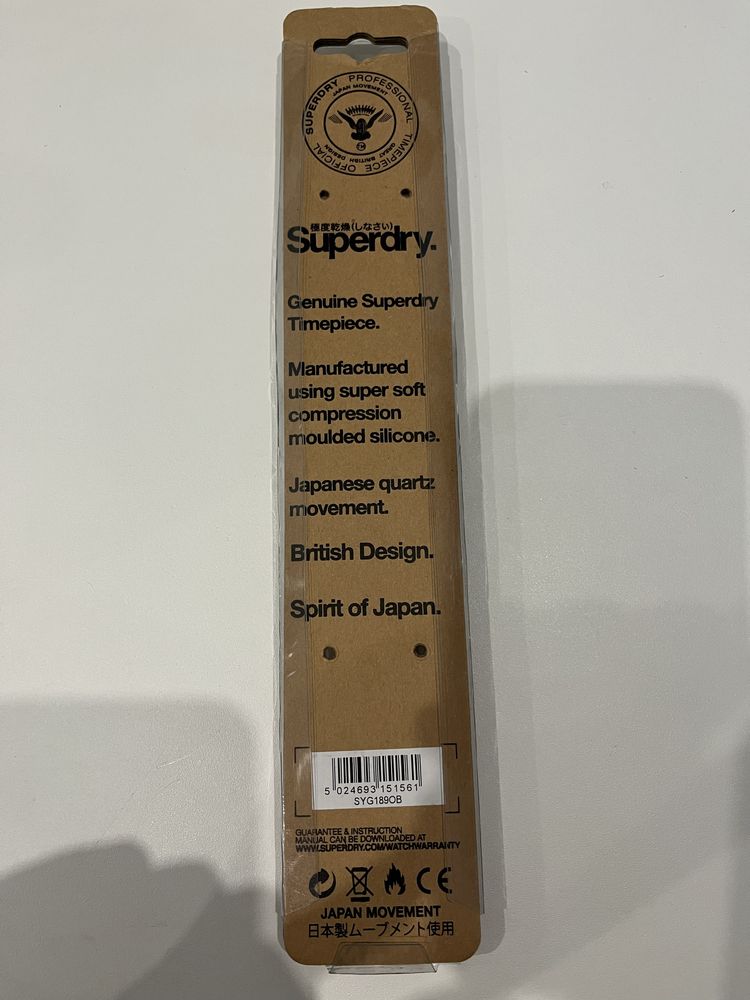 SUPERDRY PROFESSIONAL TIMEPIECE OFFICIAL
JAPAN MOVEMENT
GREAT BRITISH DESIGN
TM
極度乾燥(しなさい)
Superdry.
Genuine Superdry
Timepiece.
Manufactured
using super soft
compression
moulded silicone.
Japanese quartz
movement.
British Design.
Spirit of Japan.
5 024693 151561
SYG189OB
GUARANTEE & INSTRUCTION
MANUAL CAN BE DOWNLOADED AT
WWW.SUPERDRY.COM/WATCHWARRANTY
CE
JAPAN MOVEMENT
日本製ムーブメント使用